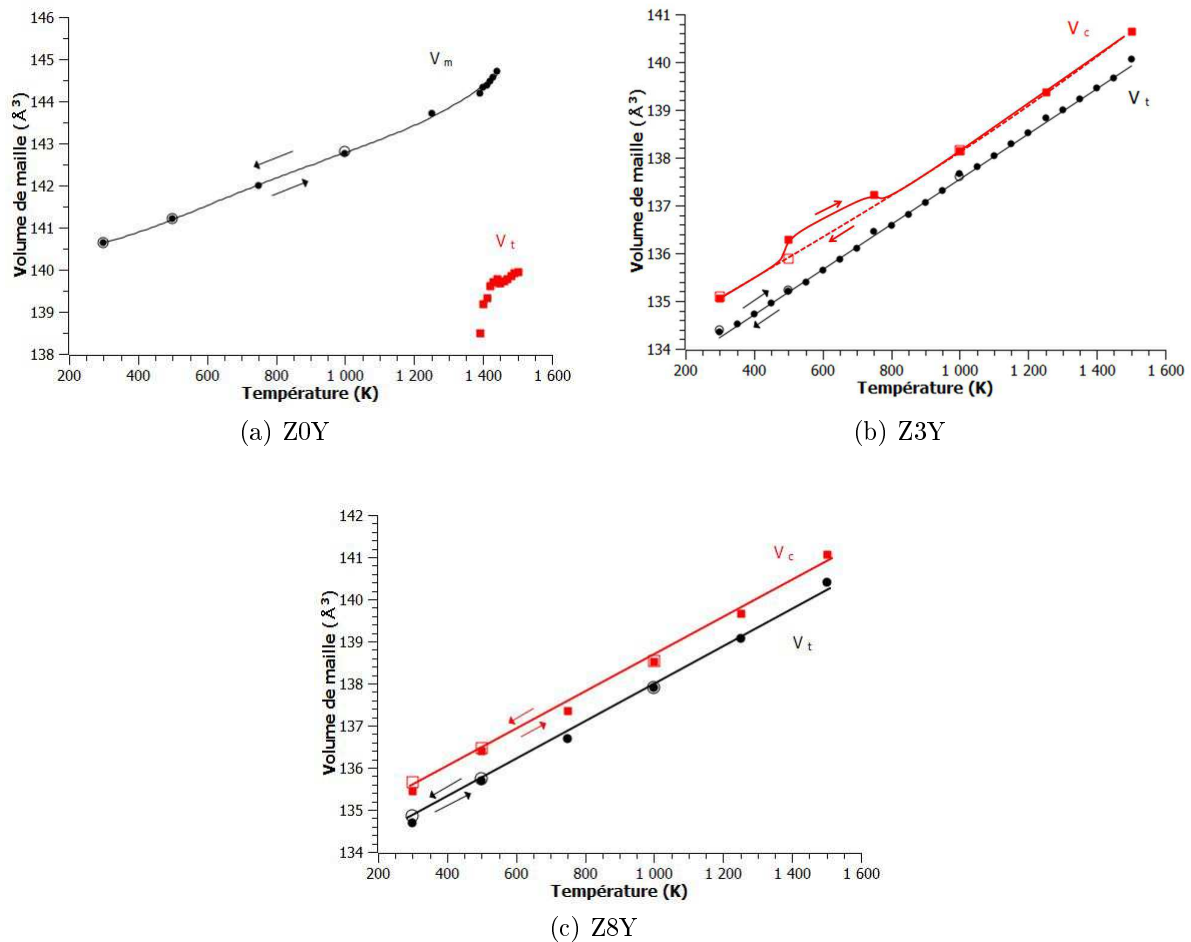 146
145
144
143
142
141
140
139
138
Volume de maille (Å³)
V m
V t
200 400 600 800 1 000 1 200 1 400 1 600
Température (K)
(a) Z0Y
141
140
139
138
137
136
135
134
Volume de maille (Å³)
V c
V t
200 400 600 800 1 000 1 200 1 400 1 600
Température (K)
(b) Z3Y
142
141
140
139
138
137
136
135
134
Volume de maille (Å³)
V c
V t
200 400 600 800 1 000 1 200 1 400 1 600
Température (K)
(c) Z8Y